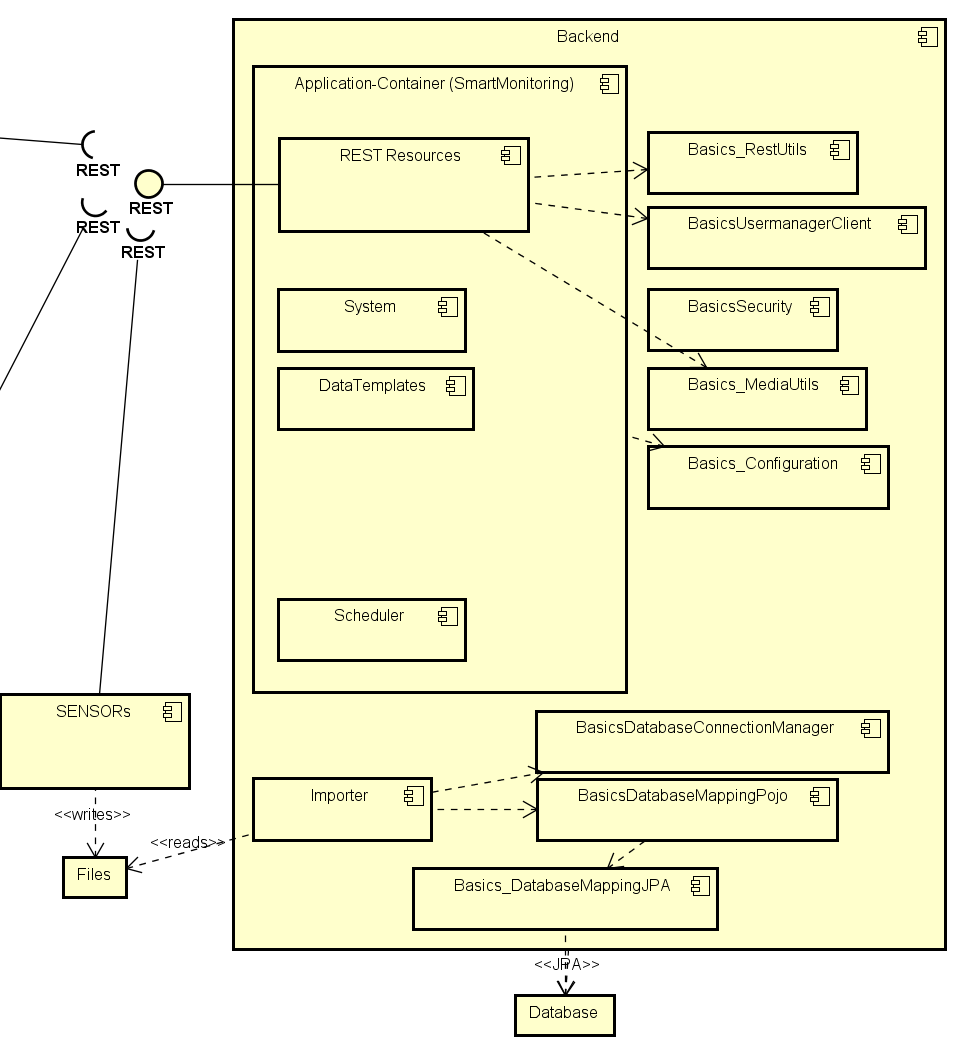 Backend
Application-Container (SmartMonitoring)
REST Resources
Basics_RestUtils
REST
REST
BasicsUsermanagerClient
REST
REST
System
BasicsSecurity
DataTemplates
Basics_MediaUtils
Basics_Configuration
Scheduler
SENSORs
BasicsDatabaseConnectionManager
Importer
BasicsDatabaseMappingPojo
<<writes>>
<<reads>>
Files
Basics_DatabaseMappingJPA
<<JPA>>
Database